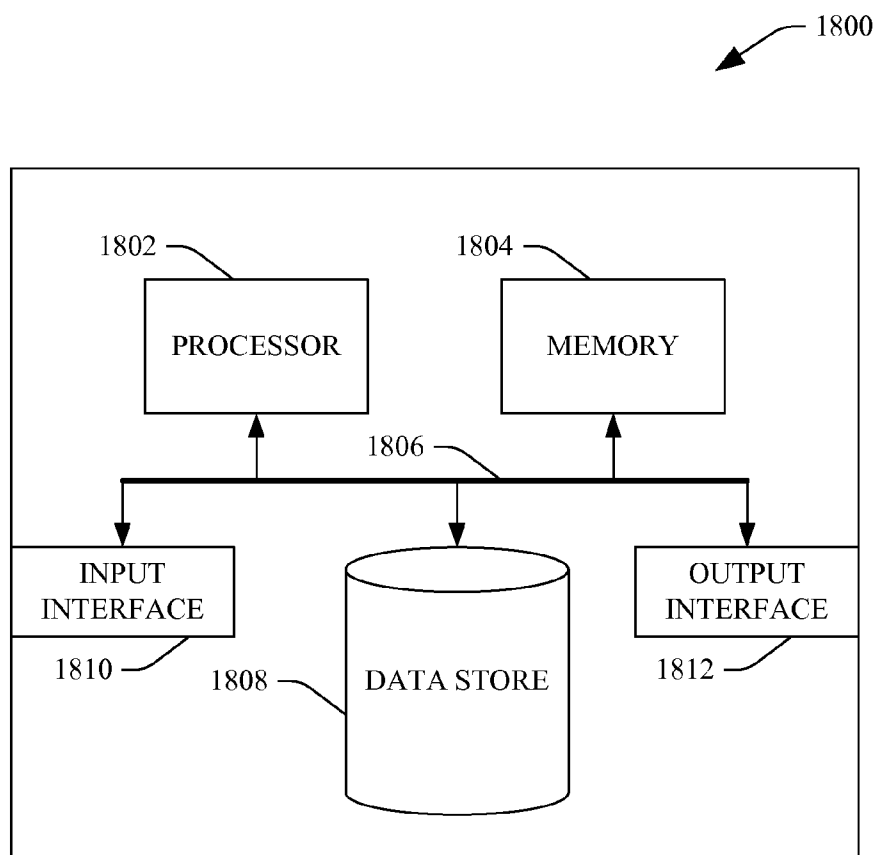 1800
1802
1804
PROCESSOR
MEMORY
1806
INPUT
INTERFACE
OUTPUT
INTERFACE
1810
1808
DATA STORE
1812